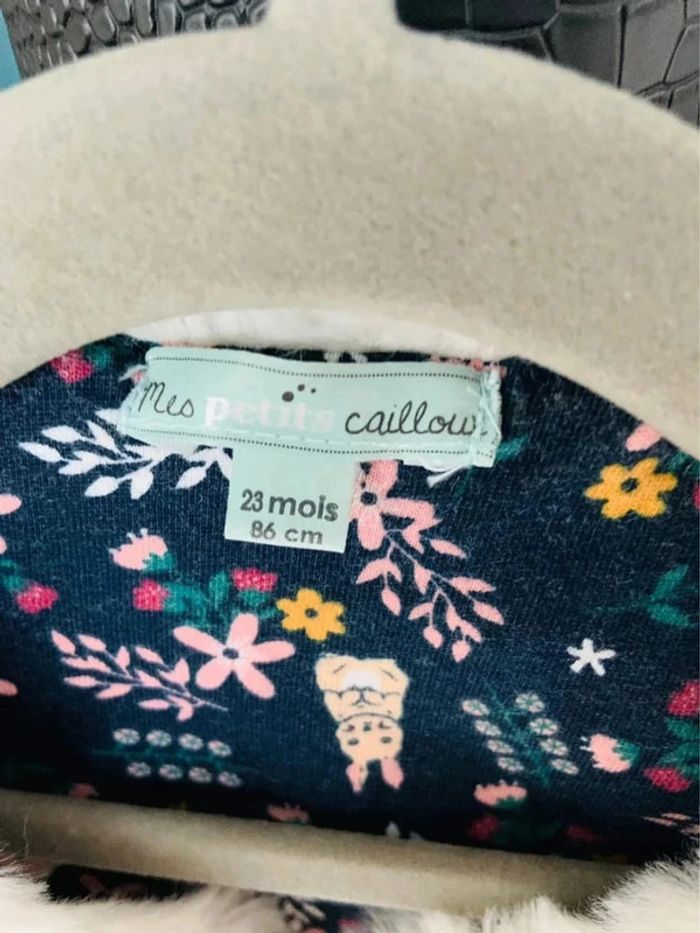 Mes petits cailloux
23 mois
86 cm